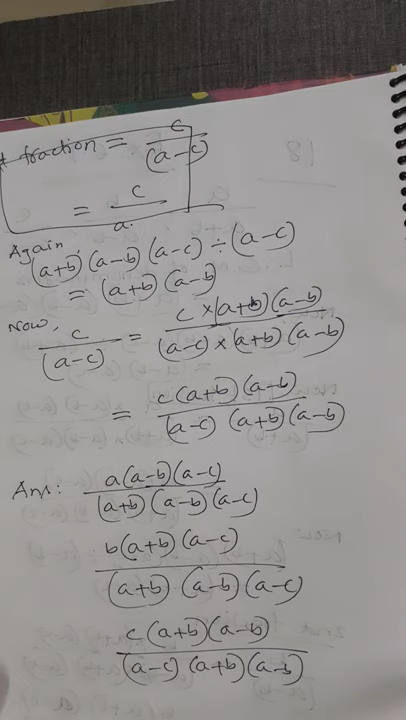 t fraction = c/(a-c)
= c/a.
Again,
(a+b)(a-b)(a-c) ÷ (a-c)
= (a+b)(a-b)
Now,
c/(a-c) = c×(a+b)(a-b)/(a-c)×(a+b)(a-b)
= c(a+b)(a-b)/(a-c)(a+b)(a-b)
Ans: a(a-b)(a-c)/(a+b)(a-b)(a-c)
b(a+b)(a-c)/(a+b)(a-b)(a-c)
c(a+b)(a-b)/(a-c)(a+b)(a-b)